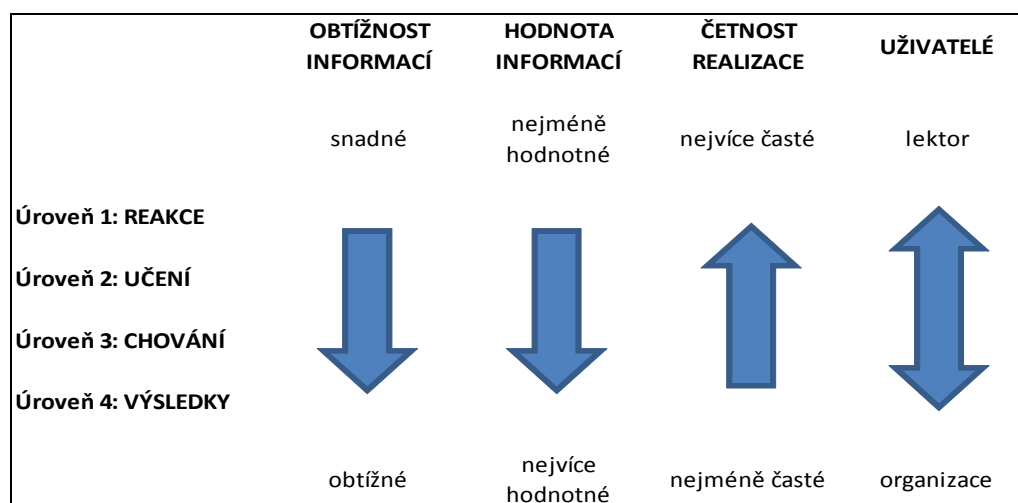 OBTÍŽNOST INFORMACÍ
HODNOTA INFORMACÍ
ČETNOST REALIZACE
UŽIVATELÉ
snadné
nejméně hodnotné
nejvíce časté
lektor
Úroveň 1: REAKCE
Úroveň 2: UČENÍ
Úroveň 3: CHOVÁNÍ
Úroveň 4: VÝSLEDKY
obtížné
nejvíce hodnotné
nejméně časté
organizace